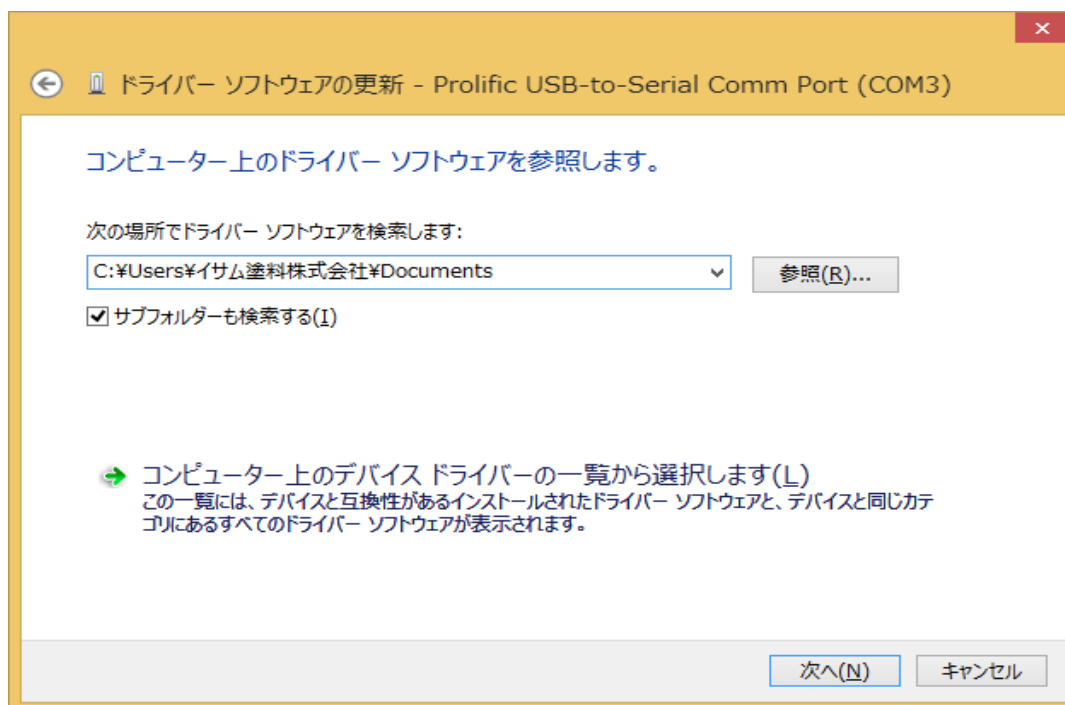 ドライバー ソフトウェアの更新 - Prolific USB-to-Serial Comm Port (COM3)
コンピューター上のドライバー ソフトウェアを参照します。
次の場所でドライバー ソフトウェアを検索します:
C:¥Users¥イサム塗料株式会社¥Documents
参照(R)...
サブフォルダーも検索する(I)
コンピューター上のデバイス ドライバーの一覧から選択します(L)
この一覧には、デバイスと互換性があるインストールされたドライバー ソフトウェアと、デバイスと同じカテ
ゴリにあるすべてのドライバー ソフトウェアが表示されます。
次へ(N)
キャンセル